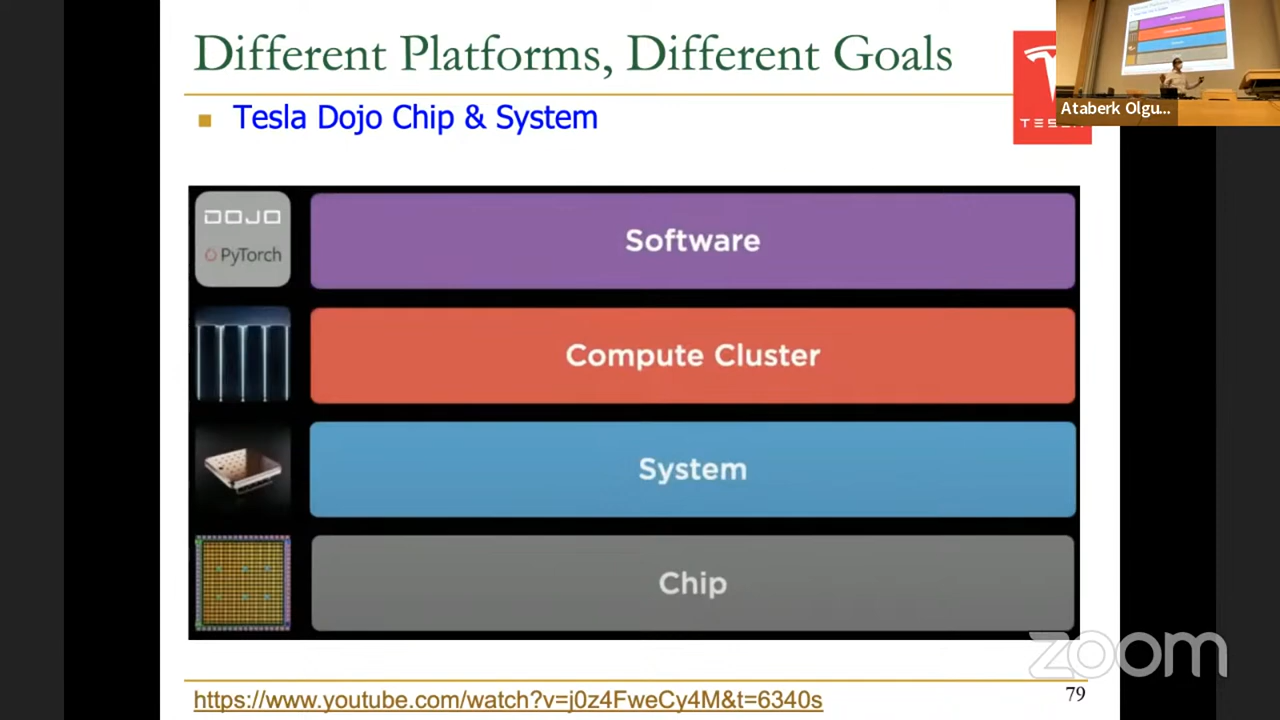 Different Platforms, Different Goals
Tesla Dojo Chip & System
Ataberk Olgu...
DOJO
PyTorch
Software
Compute Cluster
System
Chip
zoom
https://www.youtube.com/watch?v=j0z4FweCy4M&t=6340s
79